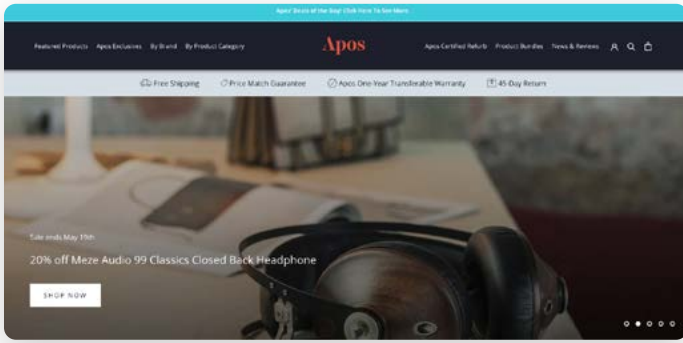 Apos' Deals of the Day! Click Here To See More
Featured Products Apos Exclusives By Brand By Product Category Apos Apos Certified Refurb Product Bundles News & Reviews
Free Shipping Price Match Guarantee Apos One-Year Transferable Warranty 45-Day Return
Sale ends May 19th
20% off Meze Audio 99 Classics Closed Back Headphone
SHOP NOW